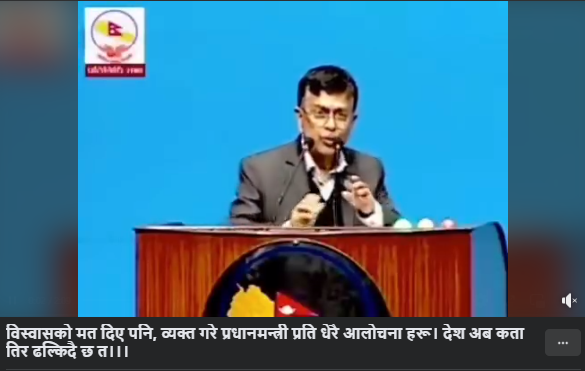 विस्वासको मत दिए पनि, व्यक्त गरे प्रधानमन्त्री प्रति धेरै आलोचना हरू। देश अब कता
तिर ढल्किदै छ त।।।